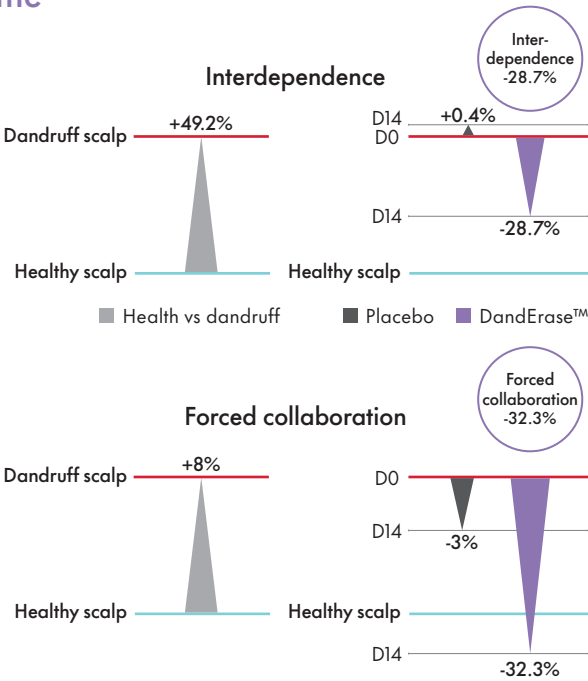 Inter-
dependence
-28.7%
Interdependence
+49.2%
Dandruff scalp
Healthy scalp
D14
+0.4%
D0
D14
-28.7%
Healthy scalp
Health vs dandruff
Placebo
DandErase™
Forced
collaboration
-32.3%
Forced collaboration
+8%
Dandruff scalp
Healthy scalp
D0
D14
-3%
Healthy scalp
D14
-32.3%